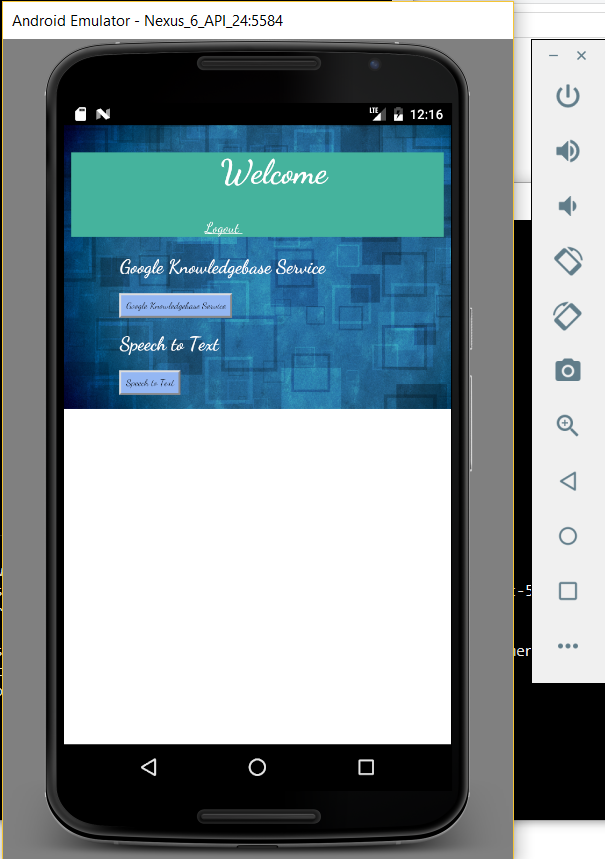 Android Emulator - Nexus_6_API_24:5584
LTE 12:16
Welcome
Logout
Google Knowledgebase Service
Google Knowledgebase Service
Speech to Text
Speech to Text